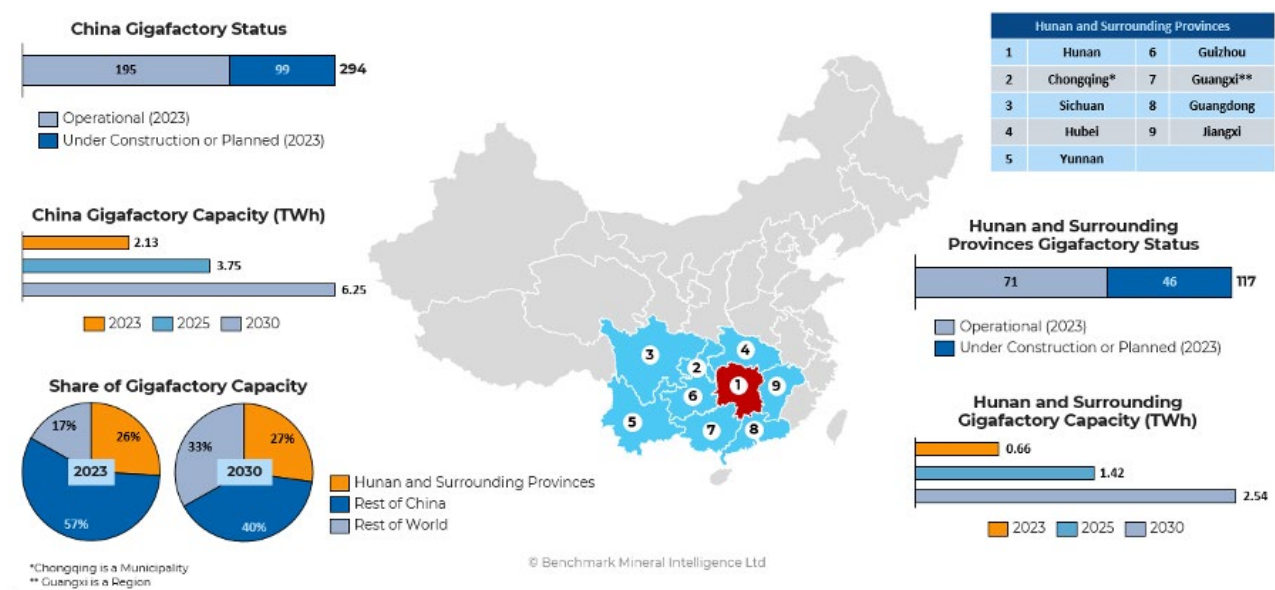 China Gigafactory Status
195 99 294
Operational (2023)
Under Construction or Planned (2023)
China Gigafactory Capacity (TWh)
2.13
3.75
6.25
2023 2025 2030
Share of Gigafactory Capacity
17% 26%
2023
57%
33% 27%
2030
40%
Hunan and Surrounding Provinces
Rest of China
Rest of World
*Chongqing is a Municipality
** Guangxi is a Region
3
4
2
1
9
6
5
7
8
© Benchmark Mineral Intelligence Ltd
Hunan and Surrounding Provinces
1 Hunan 6 Guizhou
2 Chongqing* 7 Guangxi**
3 Sichuan 8 Guangdong
4 Hubei 9 Jiangxi
5 Yunnan
Hunan and Surrounding
Provinces Gigafactory Status
71 46 117
Operational (2023)
Under Construction or Planned (2023)
Hunan and Surrounding
Gigafactory Capacity (TWh)
0.66
1.42
2.54
2023 2025 2030